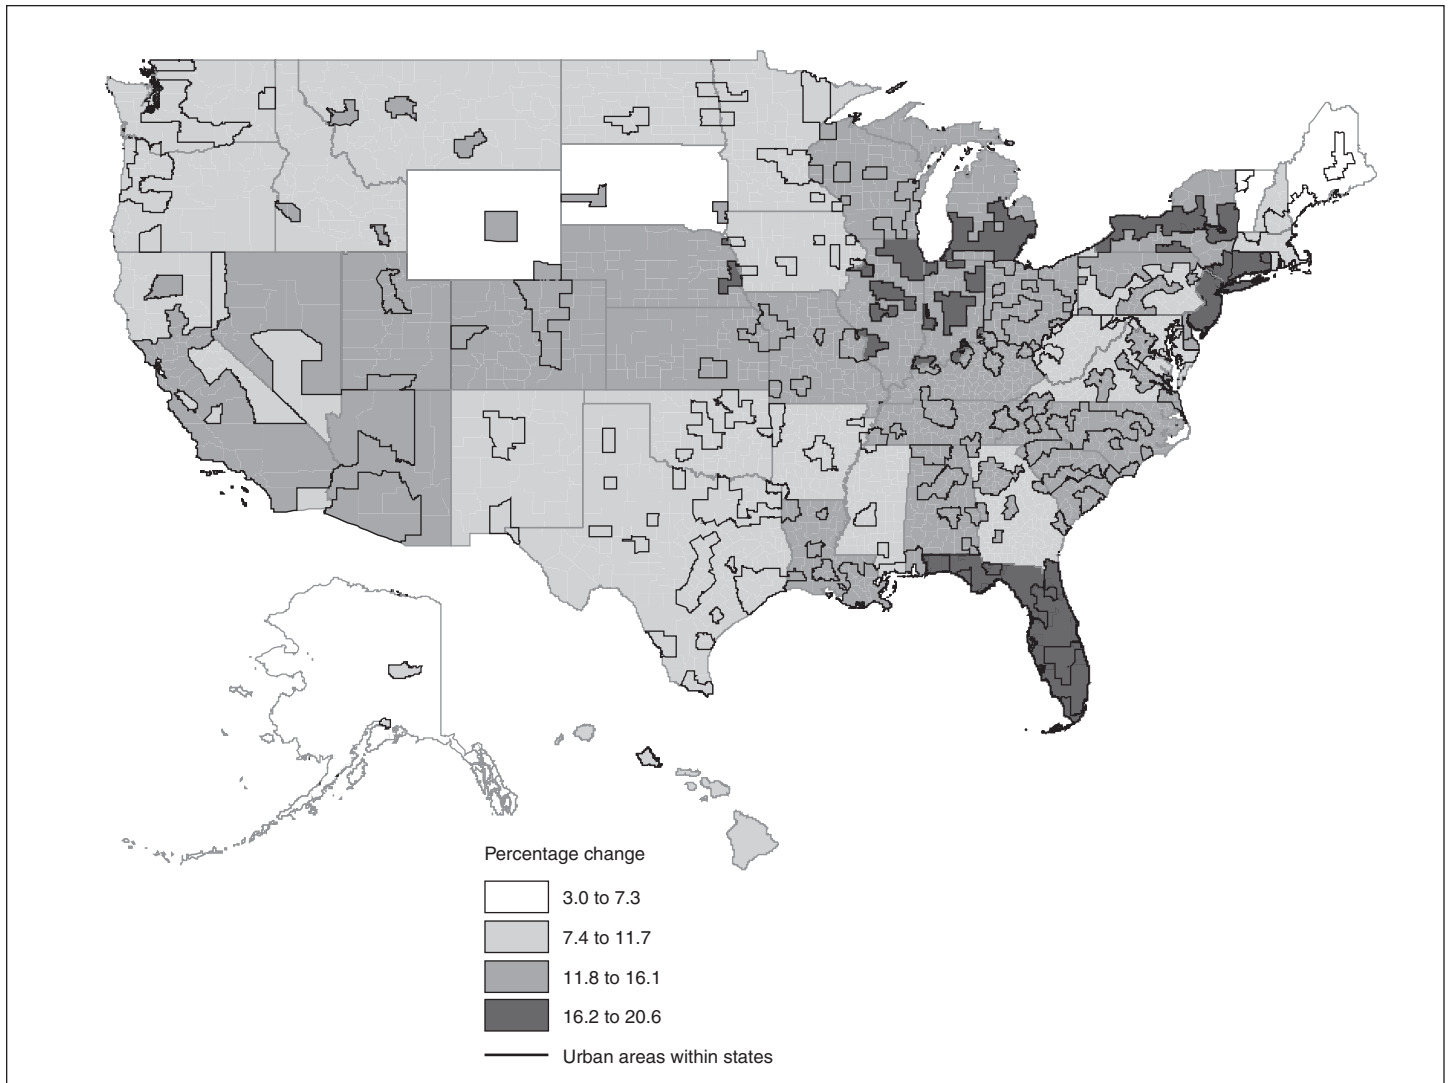 Percentage change
3.0 to 7.3
7.4 to 11.7
11.8 to 16.1
16.2 to 20.6
Urban areas within states